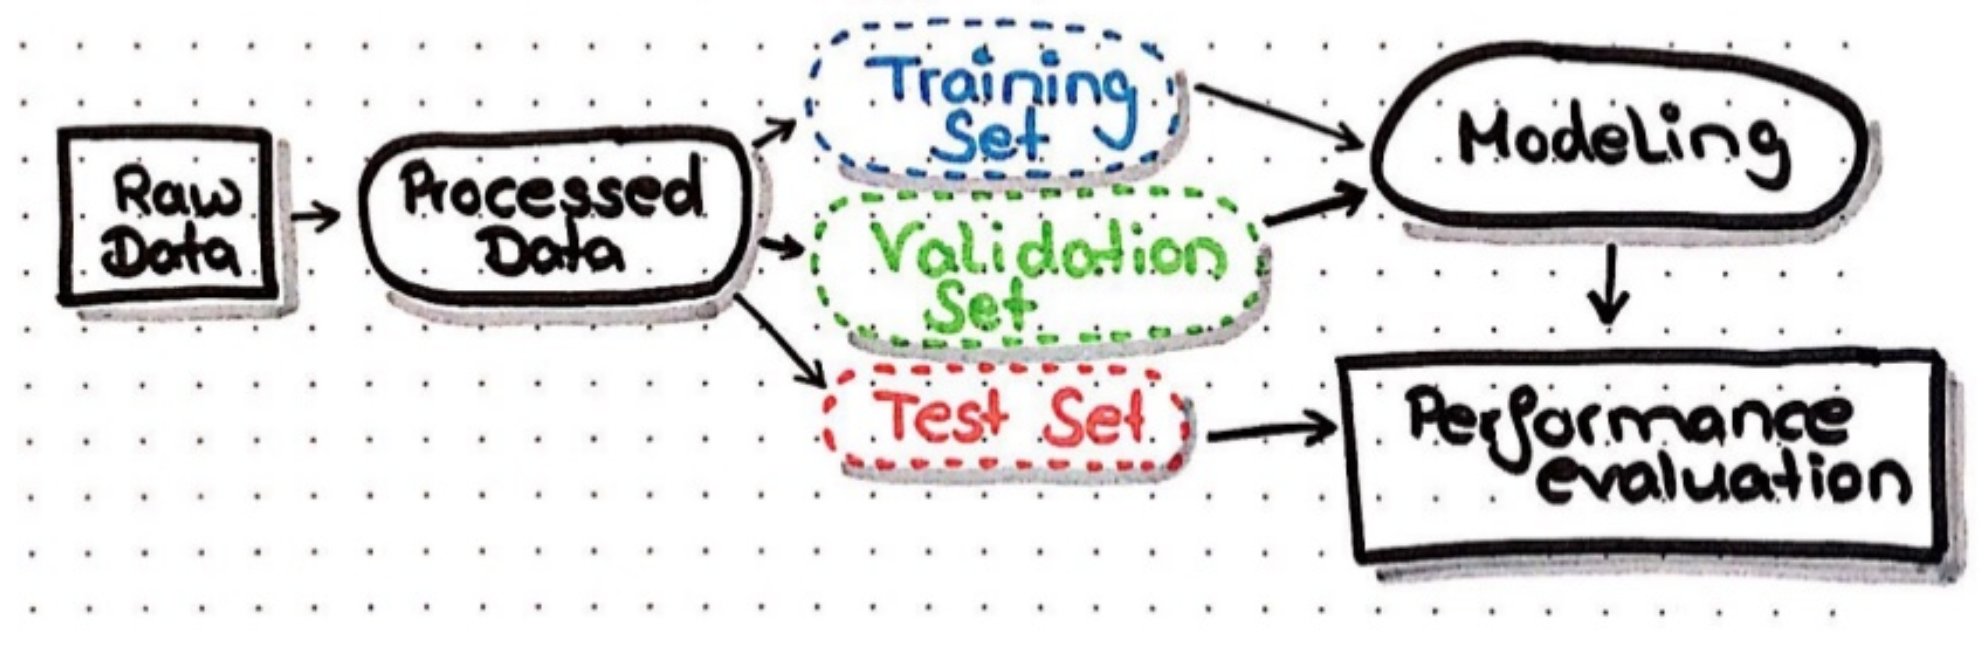 Raw
Data
Processed
Data
Training
Set
Validation
Set
Test Set
Modeling
Performance
evaluation